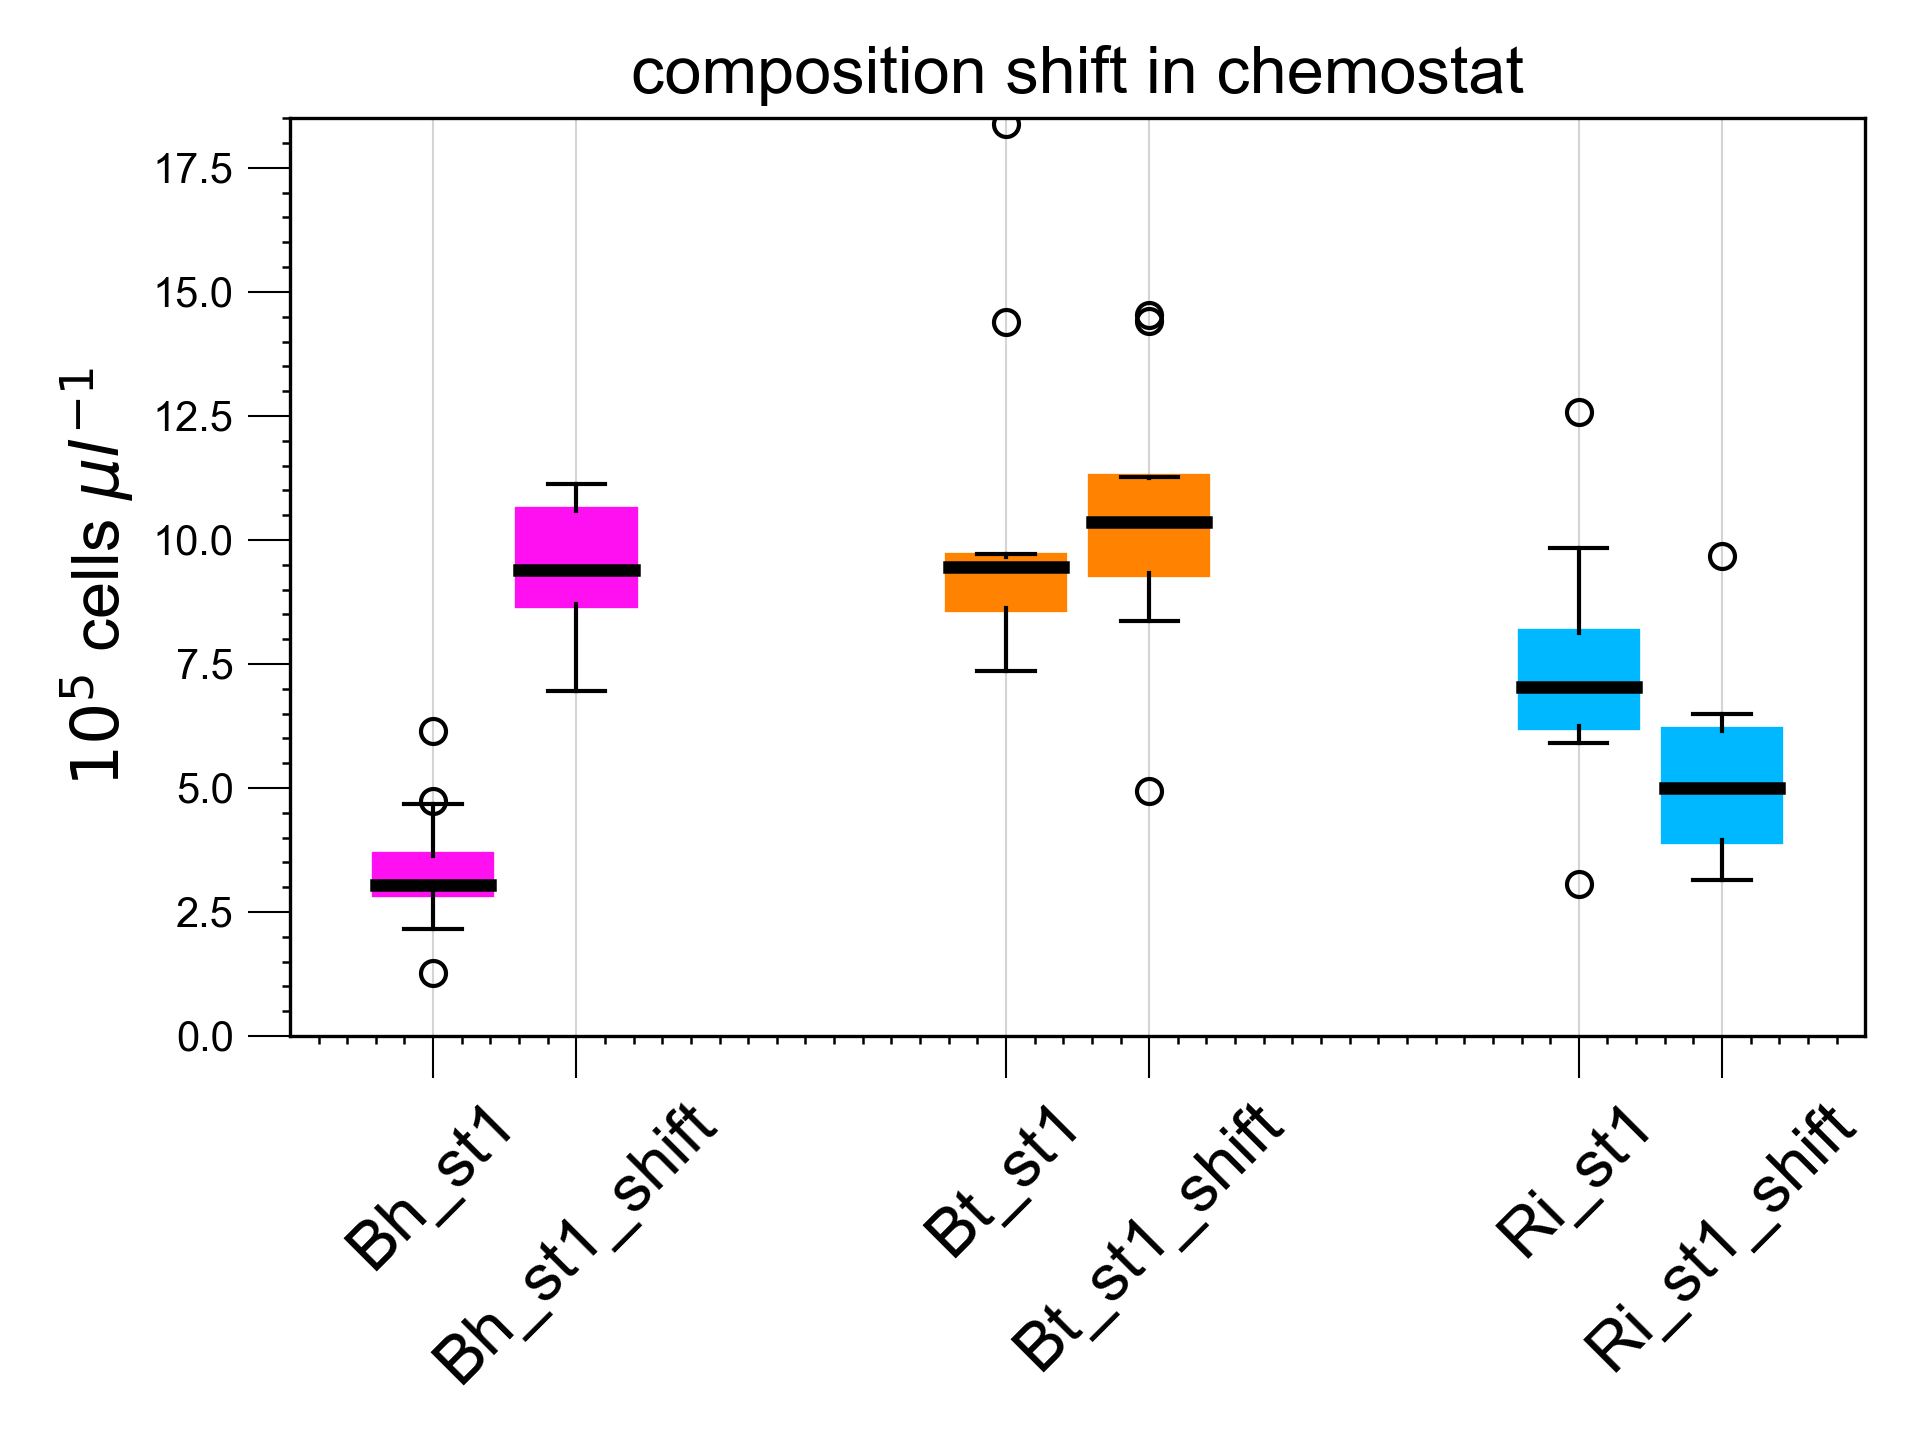 composition shift in chemostat
10⁵ cells μl⁻¹
17.5
15.0
12.5
10.0
7.5
5.0
2.5
0.0
Bh_st1
Bh_st1_shift
Bt_st1
Bt_st1_shift
Ri_st1
Ri_st1_shift